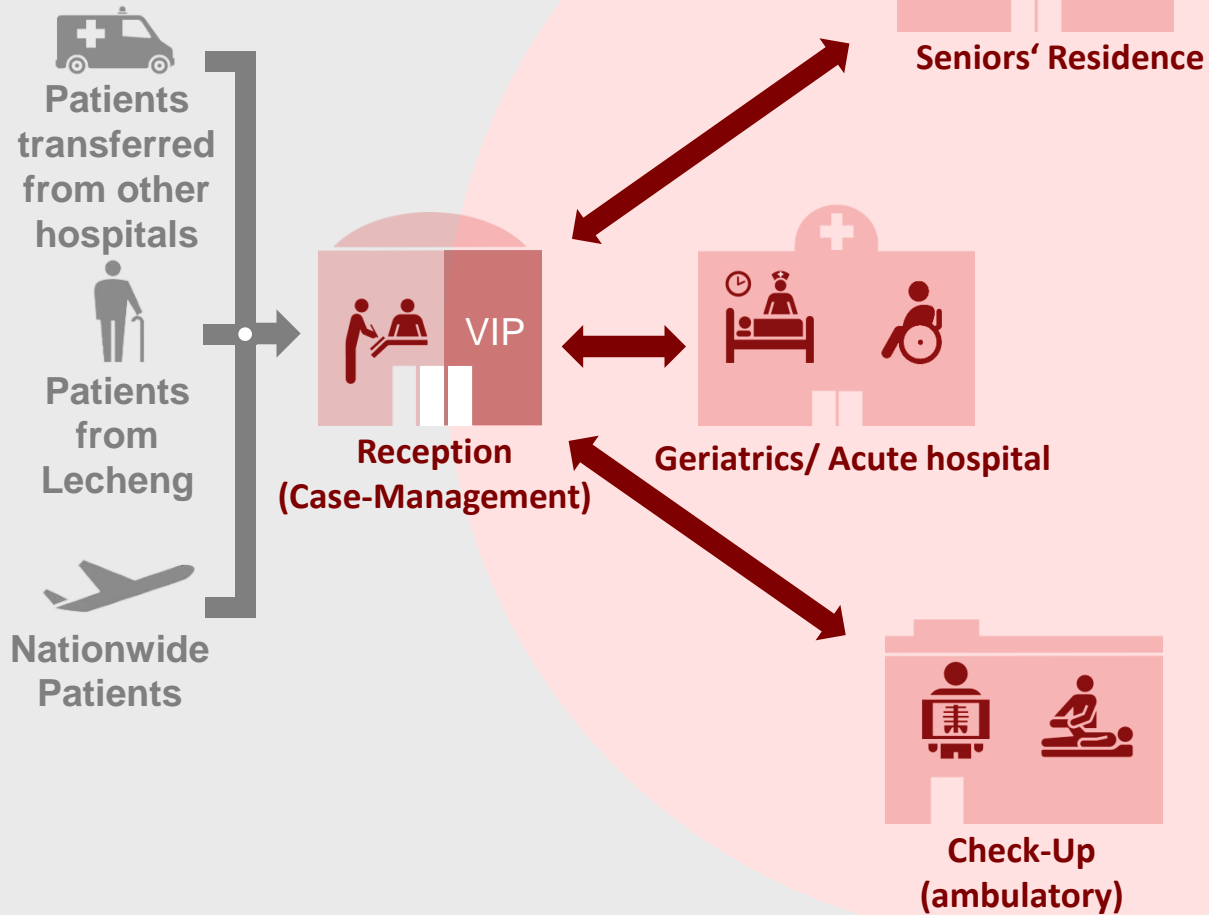 Seniors‘ Residence
Patients
transferred
from other
hospitals
VIP
Patients
from
Lecheng
Reception
(Case-Management)
Geriatrics/ Acute hospital
Nationwide
Patients
Check-Up
(ambulatory)